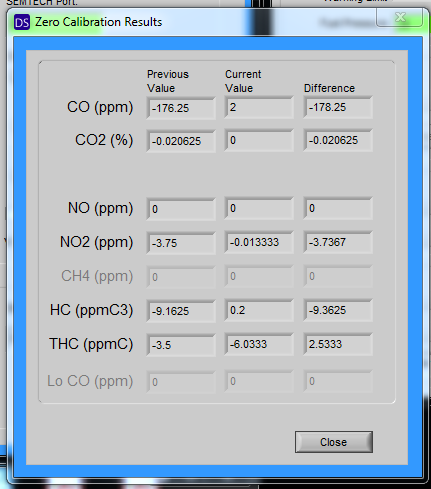 SEMTECH Port:
Warning Limit
Fuel Pressure
DS Zero Calibration Results
Previous Value Current Value Difference
CO (ppm) -176.25 2 -178.25
CO2 (%) -0.020625 0 -0.020625
NO (ppm) 0 0 0
NO2 (ppm) -3.75 -0.013333 -3.7367
CH4 (ppm) 0 0 0
HC (ppmC3) -9.1625 0.2 -9.3625
THC (ppmC) -3.5 -6.0333 2.5333
Lo CO (ppm) 0 0 0
Close